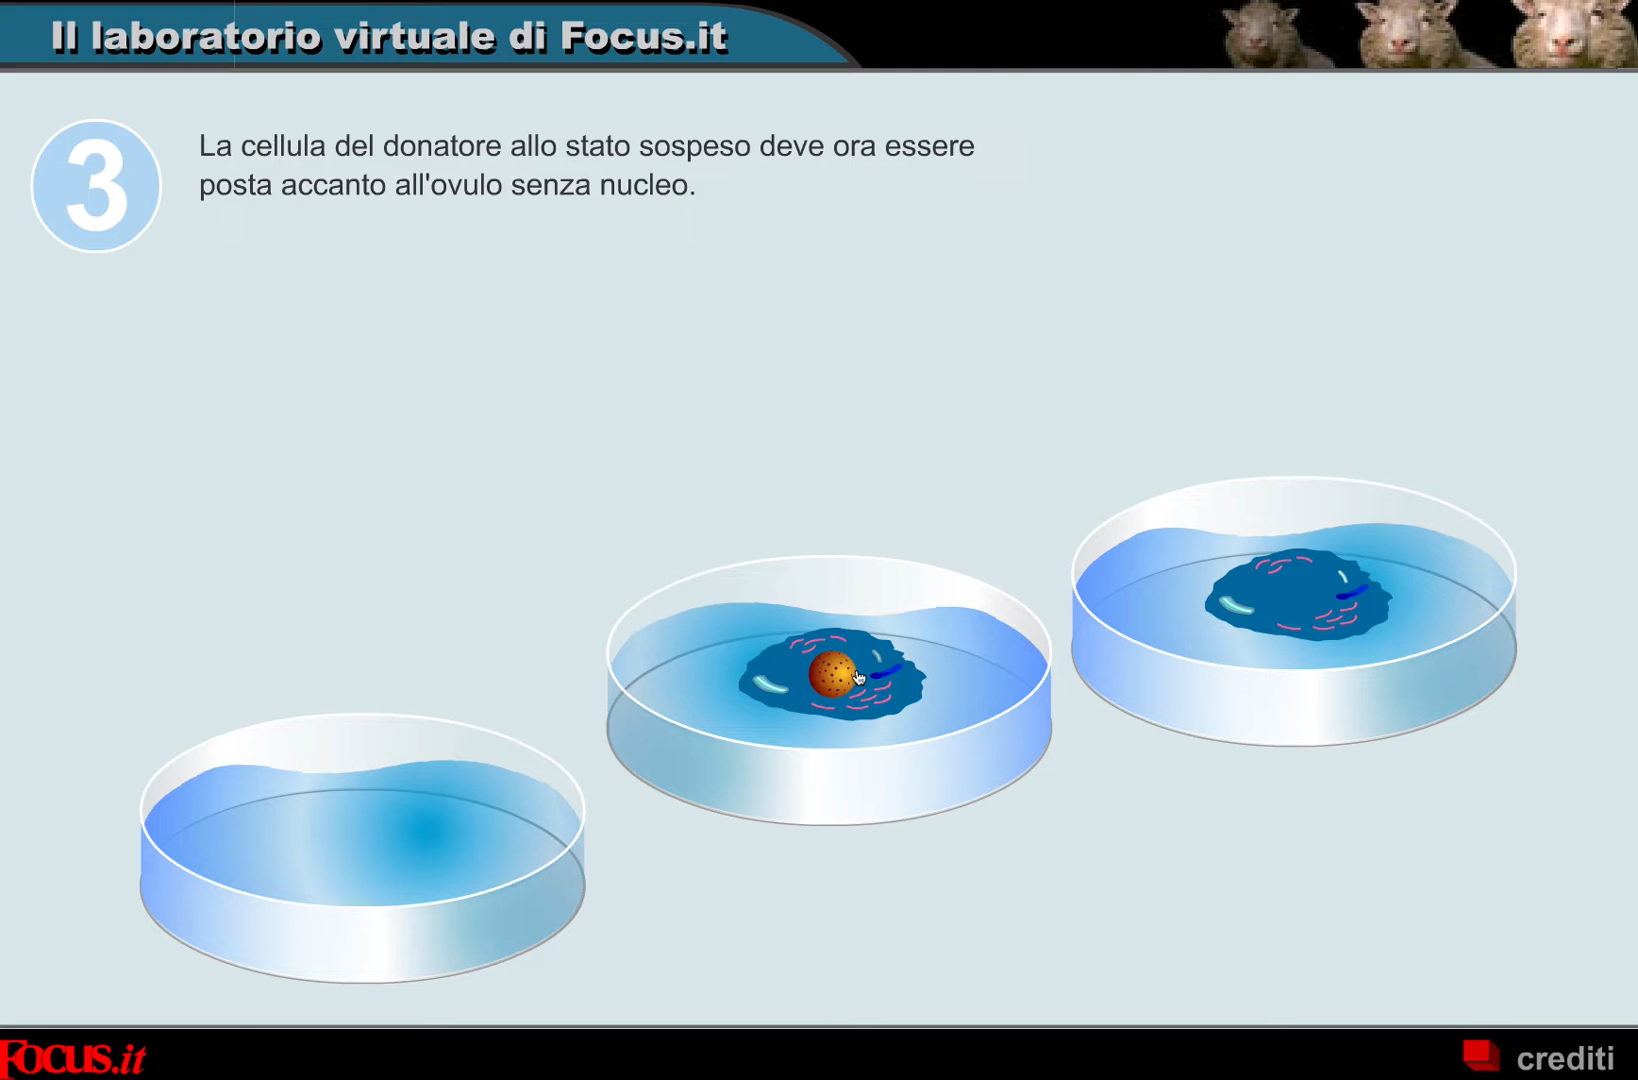 Il laboratorio virtuale di Focus.it
3
La cellula del donatore allo stato sospeso deve ora essere
posta accanto all'ovulo senza nucleo.
Focus.it
crediti